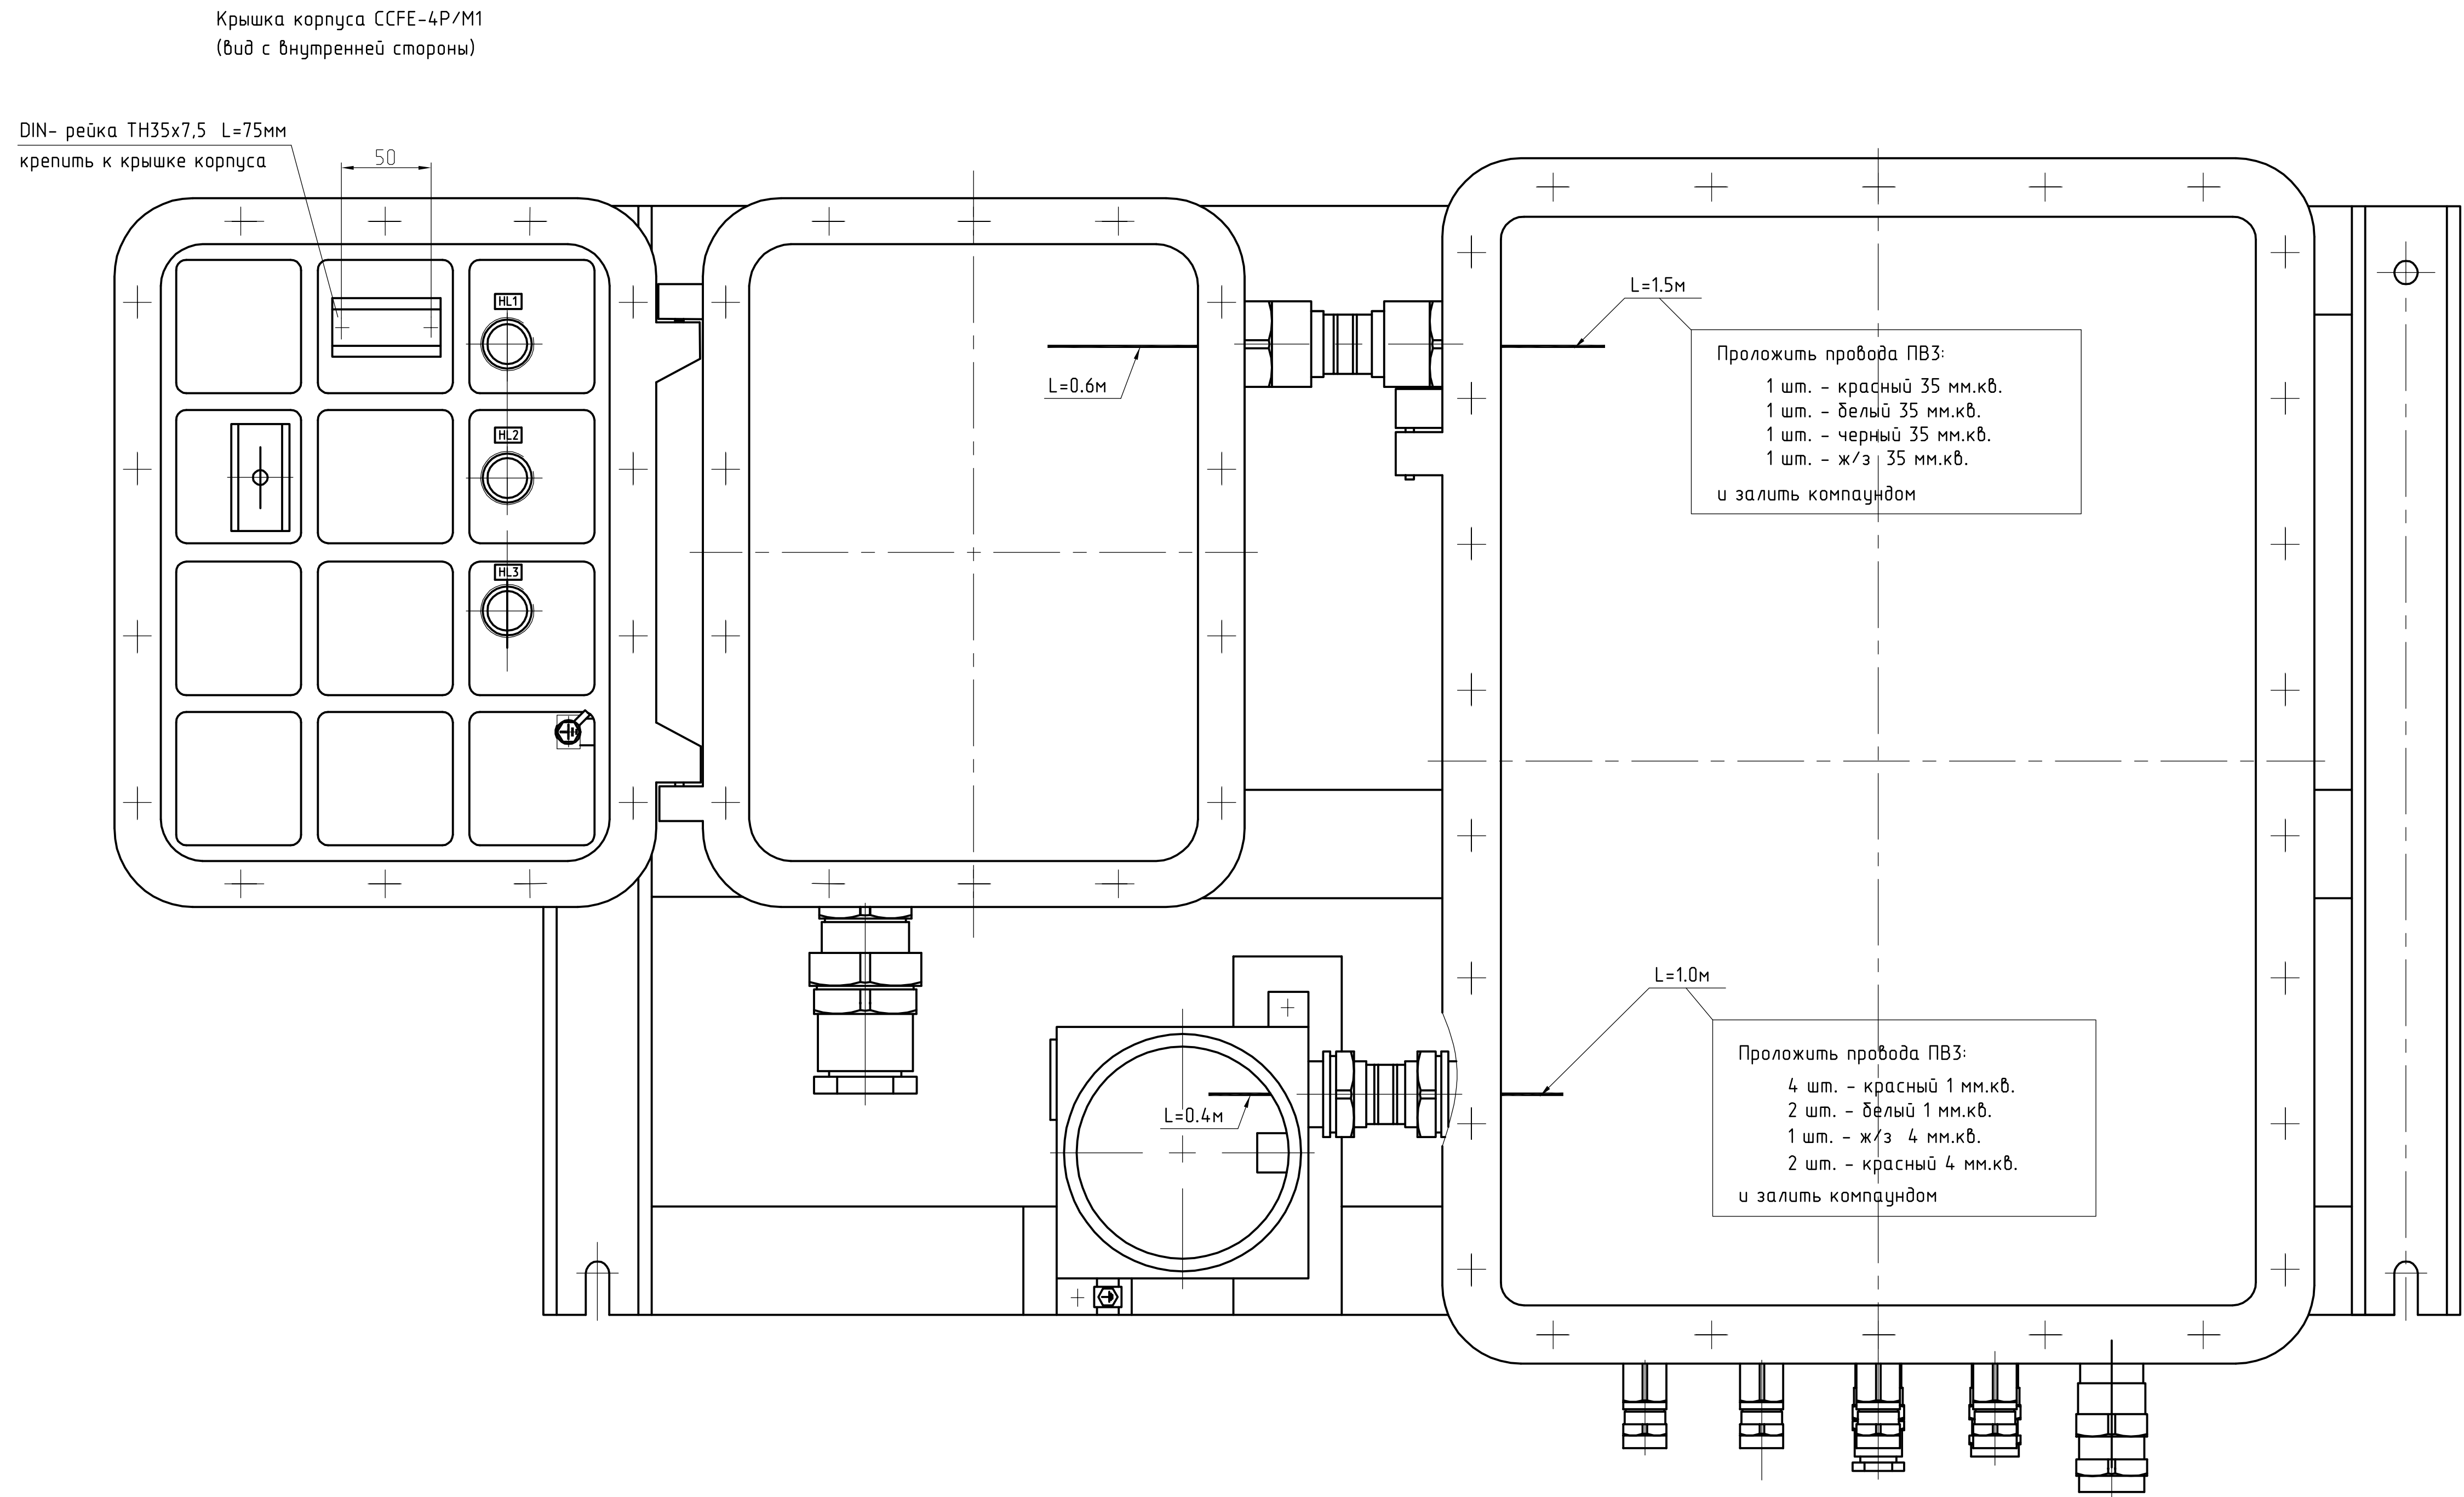 Крышка корпуса CCFE-4P/M1
(вид с внутренней стороны)
DIN- рейка TH35x7,5 L=75мм
крепить к крышке корпуса
50
HL1
HL2
HL3
L=0.6м
L=1.5м
Проложить провода ПВ3:
1 шт. - красный 35 мм.кв.
1 шт. - белый 35 мм.кв.
1 шт. - черный 35 мм.кв.
1 шт. - ж/з 35 мм.кв.
и залить компаундом
L=0.4м
L=1.0м
Проложить провода ПВ3:
4 шт. - красный 1 мм.кв.
2 шт. - белый 1 мм.кв.
1 шт. - ж/з 4 мм.кв.
2 шт. - красный 4 мм.кв.
и залить компаундом